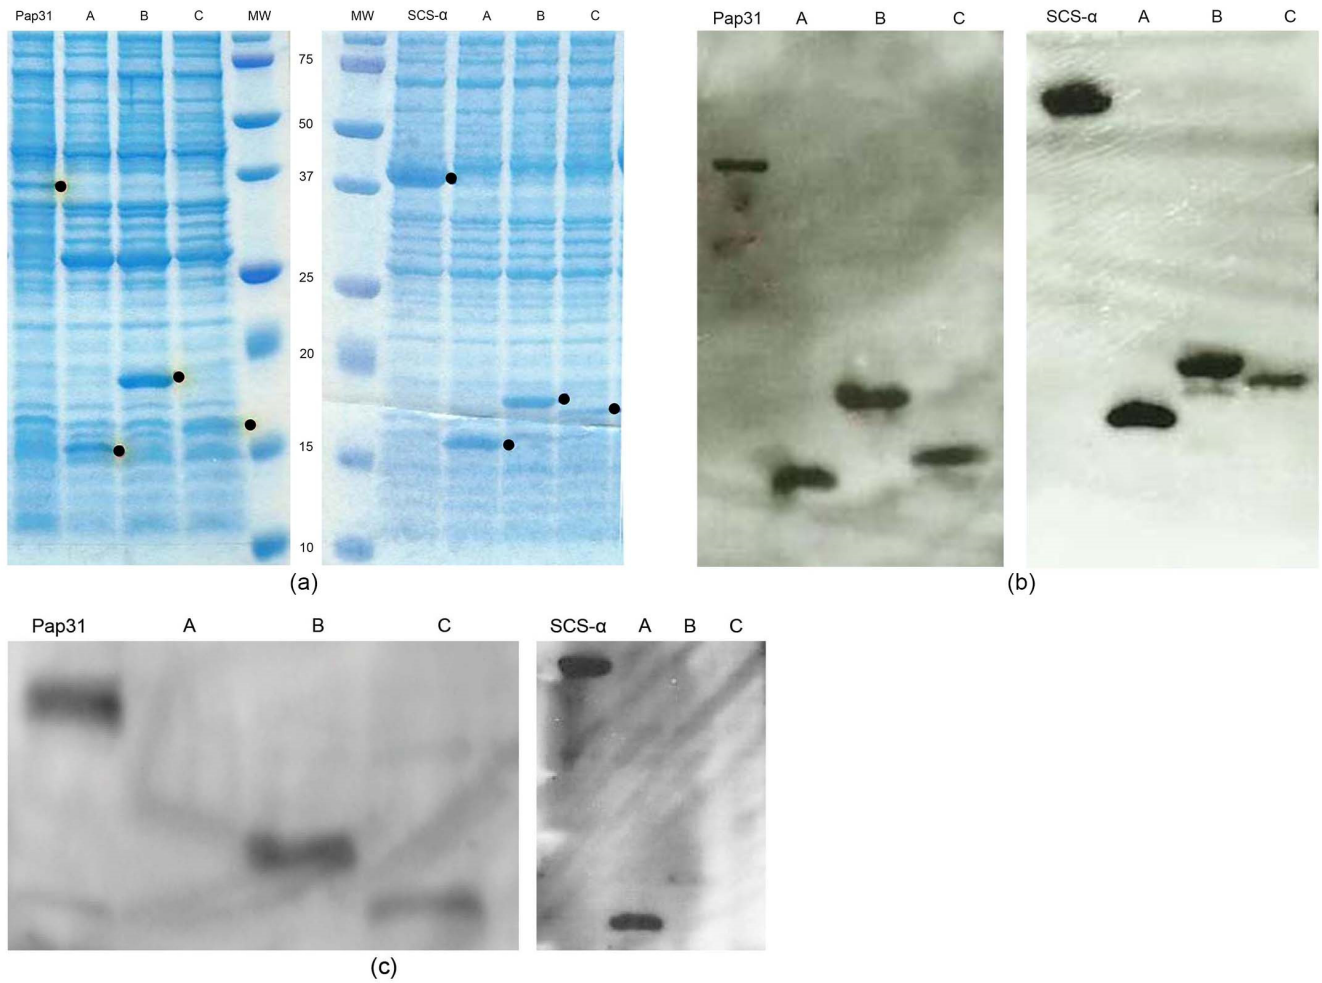 Pap31 A B C MW MW SCS-α A B C
75
50
37
25
20
15
10
(a)
Pap31 A B C SCS-α A B C
(b)
Pap31 A B C SCS-α A B C
(c)